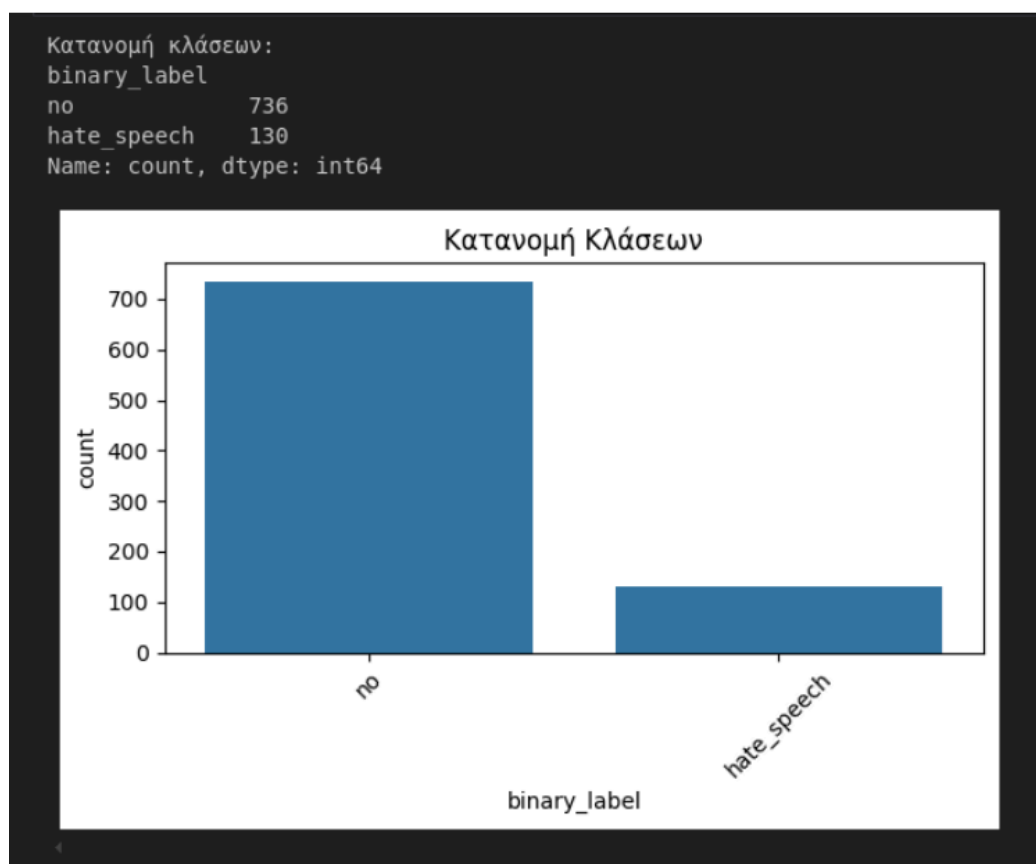 Κατανομή κλάσεων:
binary_label
no 736
hate_speech 130
Name: count, dtype: int64
Κατανομή Κλάσεων
700
600
500
400
300
200
100
0
count
no
hate_speech
binary_label